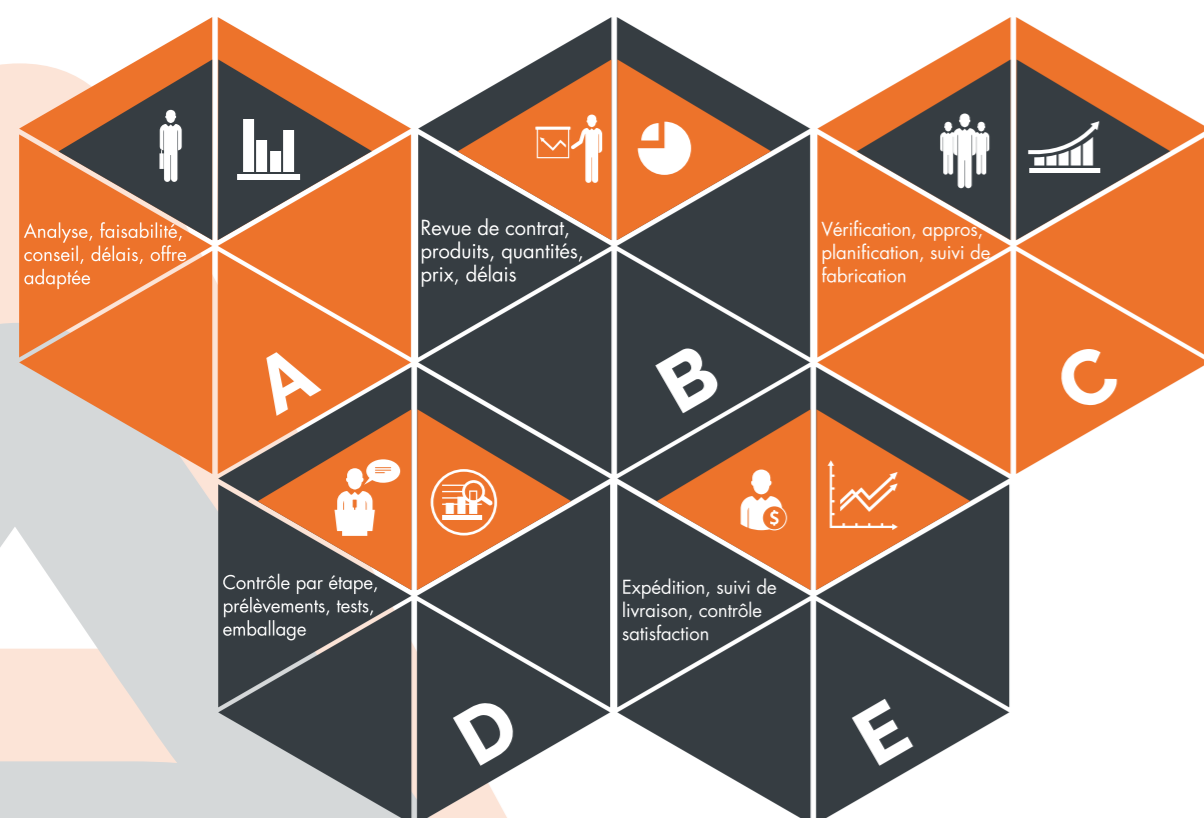 Analyse, faisabilité,
conseil, délais, offre
adaptée
A
Revue de contrat,
produits, quantités,
prix, délais
B
Vérification, appros,
planification, suivi de
fabrication
C
Contrôle par étape,
prélèvements, tests,
emballage
D
$
Expédition, suivi de
livraison, contrôle
satisfaction
E